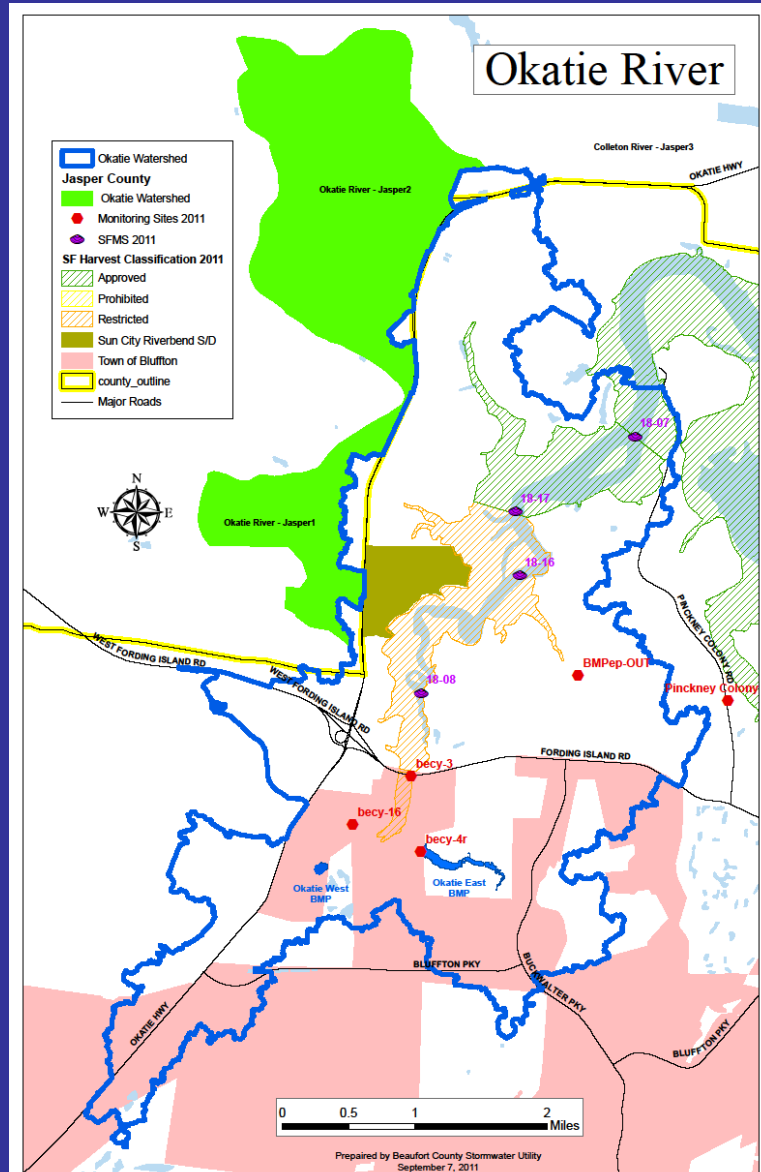 Okatie River
Okatie Watershed
Jasper County
Okatie Watershed
Monitoring Sites 2011
SFMS 2011
SF Harvest Classification 2011
Approved
Prohibited
Restricted
Sun City Riverbend S/D
Town of Bluffton
county_outline
Major Roads
Colleton River - Jasper3
OKATIE HWY
Okatie River - Jasper2
18-07
N
W E
S
18-17
Okatie River - Jasper1
18-16
PINCKNEY COLONY RD
WEST FORDING ISLAND RD
WEST FORDING ISLAND RD
BMPep-OUT
Pinckney Colony
18-08
FORDING ISLAND RD
becy-3
becy-16
becy-4r
Okatie West
BMP
Okatie East
BMP
BLUFFTON PKY
BUCKWALTER PKY
OKATIE HWY
BLUFFTON PKY
0 0.5 1 2
Miles
Prepaired by Beaufort County Stormwater Utility
September 7, 2011